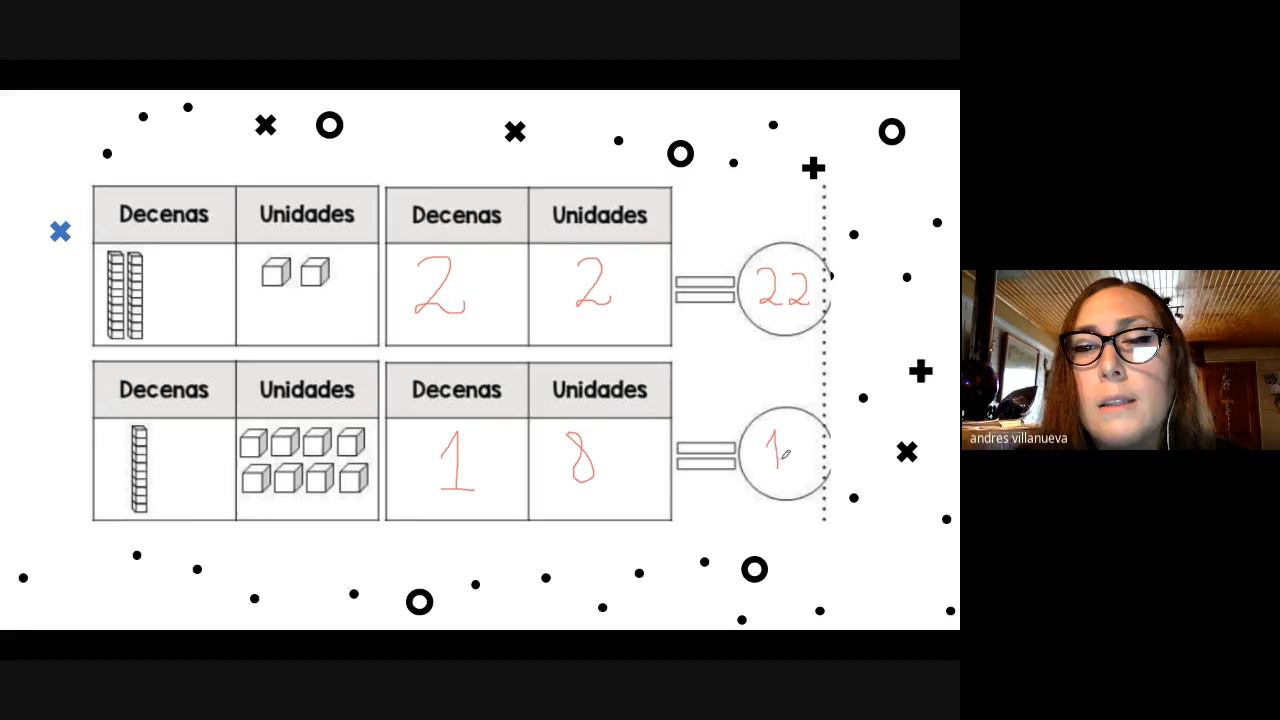 Decenas Unidades Decenas Unidades
2 2 22
Decenas Unidades Decenas Unidades
1 8 1
andres villanueva